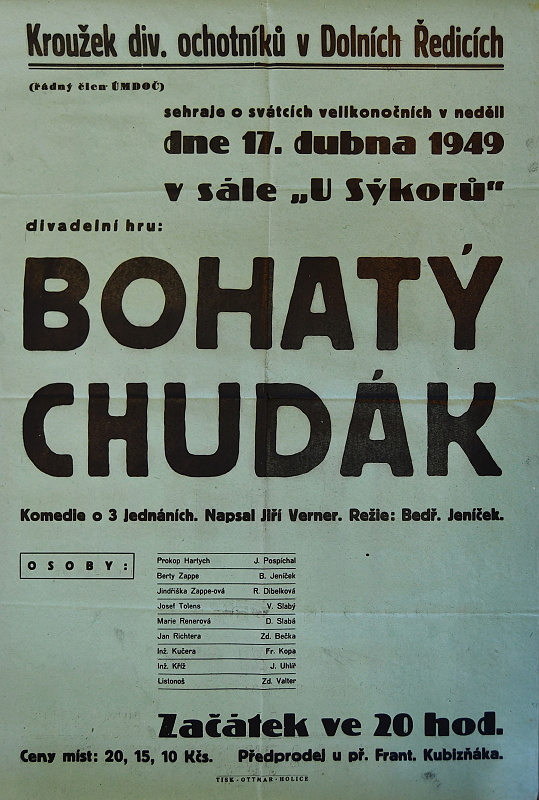 Kroužek div. ochotníků v Dolních Ředicích
(řádný člen ÚMDOČ)
sehraje o svátcích velikonočních v neděli
dne 17. dubna 1949
v sále „U Sýkorů“
divadelní hru:
BOHATÝ
CHUDÁK
Komedie o 3 jednáních. Napsal Jiří Verner. Režie: Bedř. Jeníček.
OSOBY:
Prokop Hartych J. Pospíchal
Berty Zappe B. Jeníček
Jindřiška Zappe-ová R. Dibelková
Josef Tolens V. Slabý
Marie Renerová D. Slabá
Jan Richtera Zd. Bečka
Inž. Kučera Fr. Kopa
Inž. Kříž J. Uhlíř
Listonoš Zd. Valter
Začátek ve 20 hod.
Ceny míst: 20, 15, 10 Kčs. Předprodej u př. Frant. Kubizňáka.
TISK - OTTMAR - HOLICE